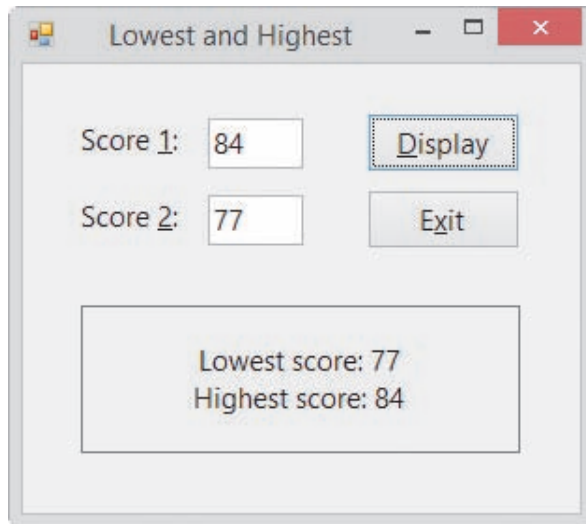 Lowest and Highest
Score 1: 84
Display
Score 2: 77
Exit
Lowest score: 77
Highest score: 84